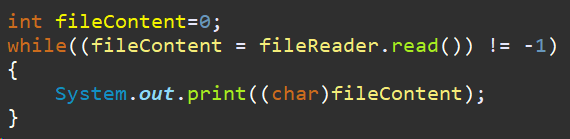 int fileContent=0;
while((fileContent = fileReader.read()) != -1)
{
    System.out.print((char)fileContent);
}